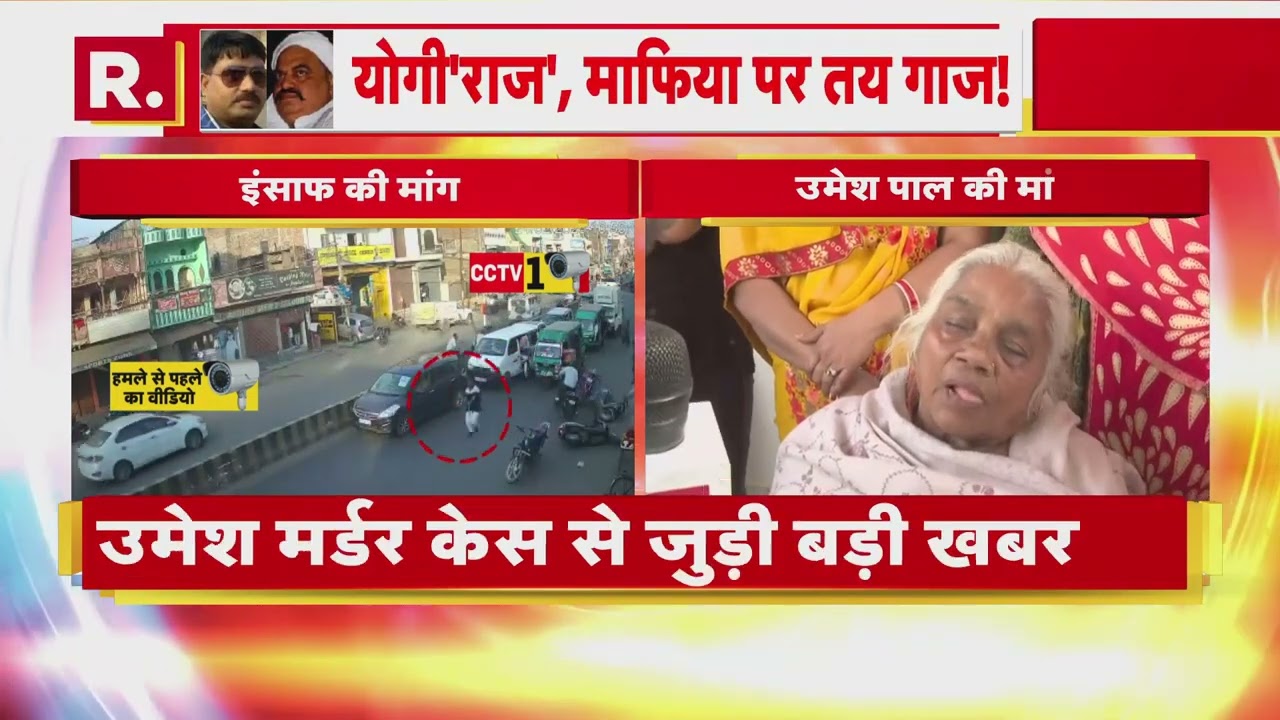 R.
योगी'राज', माफिया पर तय गाज!
इंसाफ की मांग
उमेश पाल की मां
CCTV 1
हमले से पहले
का वीडियो
उमेश मर्डर केस से जुड़ी बड़ी खबर